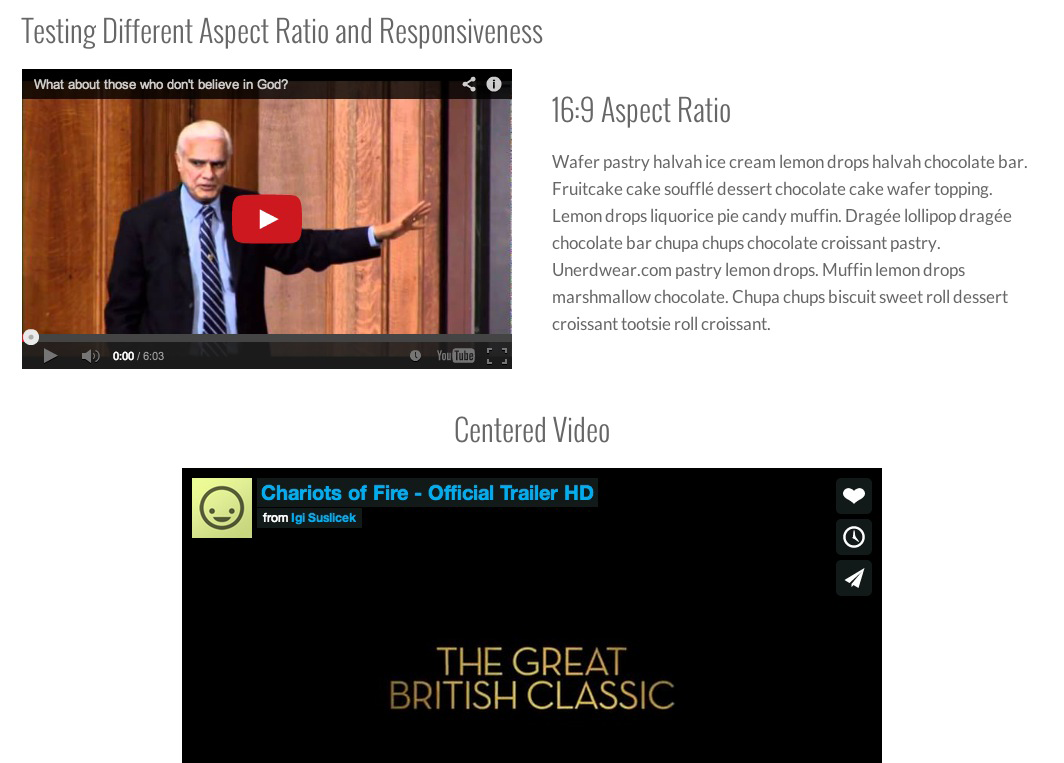 Testing Different Aspect Ratio and Responsiveness
What about those who don't believe in God?
0:00 / 6:03
YouTube
16:9 Aspect Ratio
Wafer pastry halvah ice cream lemon drops halvah chocolate bar.
Fruitcake cake soufflé dessert chocolate cake wafer topping.
Lemon drops liquorice pie candy muffin. Dragée lollipop dragée
chocolate bar chupa chups chocolate croissant pastry.
Unerdwear.com pastry lemon drops. Muffin lemon drops
marshmallow chocolate. Chupa chups biscuit sweet roll dessert
croissant tootsie roll croissant.
Centered Video
Chariots of Fire - Official Trailer HD
from Igi Suslicek
THE GREAT
BRITISH CLASSIC